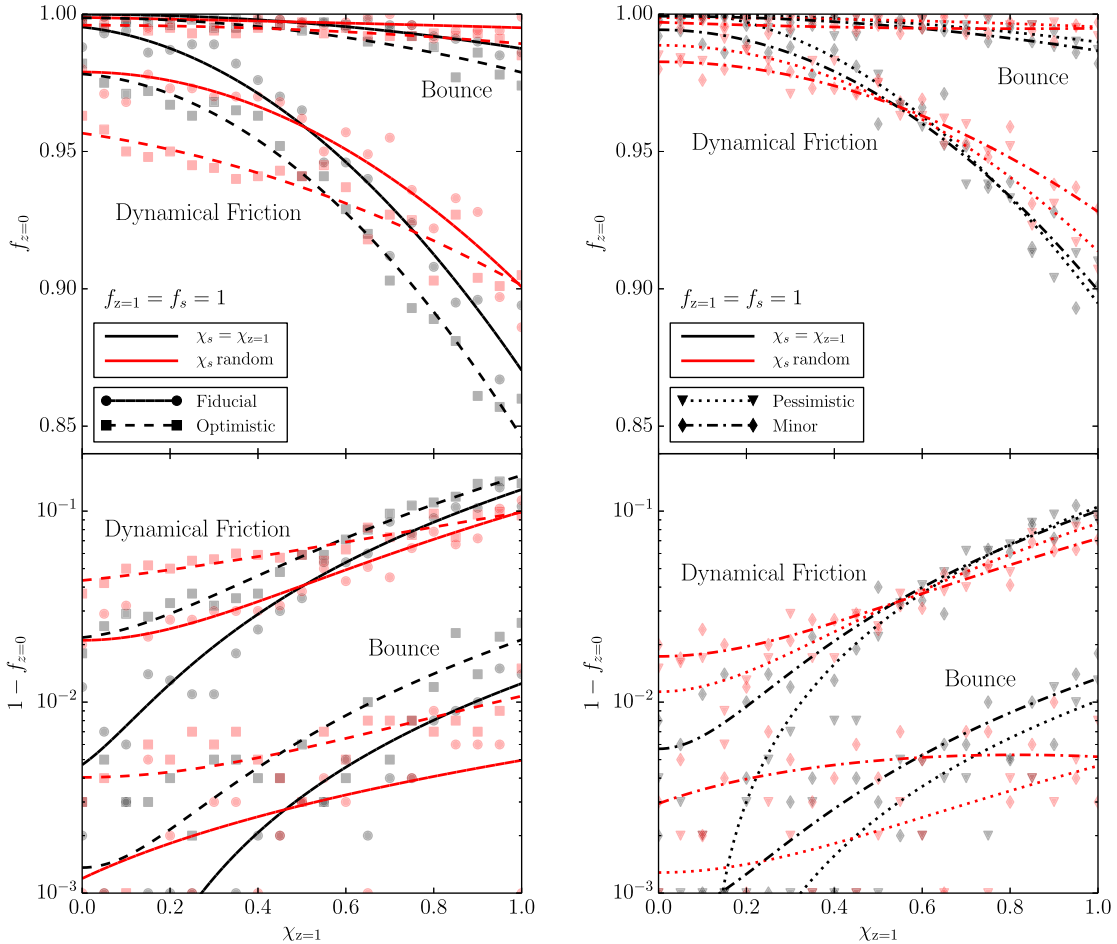 1.00
0.95
0.90
0.85
f_{z=0}
Bounce
Dynamical Friction
f_{z=1} = f_s = 1
χ_s = χ_{z=1}
χ_s random
Fiducial
Optimistic
1.00
0.95
0.90
0.85
f_{z=0}
Bounce
Dynamical Friction
f_{z=1} = f_s = 1
χ_s = χ_{z=1}
χ_s random
Pessimistic
Minor
10^{−1}
10^{−2}
10^{−3}
1 − f_{z=0}
Dynamical Friction
Bounce
0.0 0.2 0.4 0.6 0.8 1.0
χ_{z=1}
10^{−1}
10^{−2}
10^{−3}
1 − f_{z=0}
Dynamical Friction
Bounce
0.0 0.2 0.4 0.6 0.8 1.0
χ_{z=1}